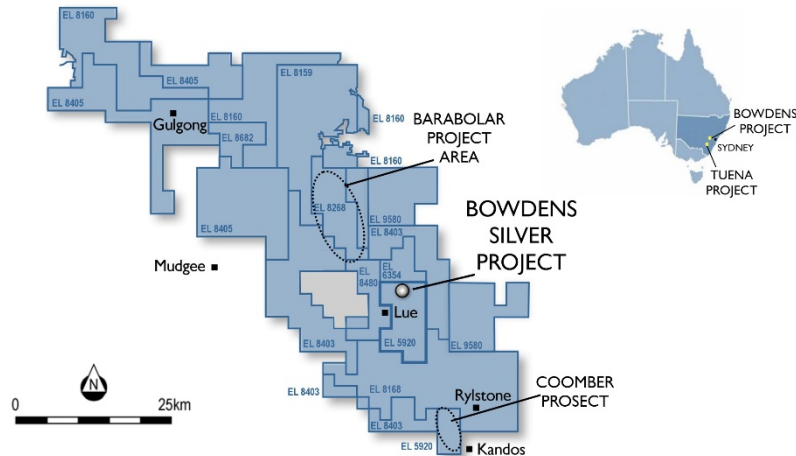 EL 8160
EL 8405
EL 8159
EL 8405
Gulgong
EL 8160
EL 8682
EL 8160
BARABOLAR
PROJECT
AREA
EL 8160
EL 8268
EL 9580
EL 8405
EL 8403
BOWDENS
SILVER
PROJECT
Mudgee
EL
8480
EL
6354
Lue
EL 8403
EL 5920
EL 9580
EL 8403
EL 8168
Rylstone
COOMBER
PROSECT
EL 8403
EL 5920
Kandos
N
0
25km
BOWDENS
PROJECT
SYDNEY
TUENA
PROJECT